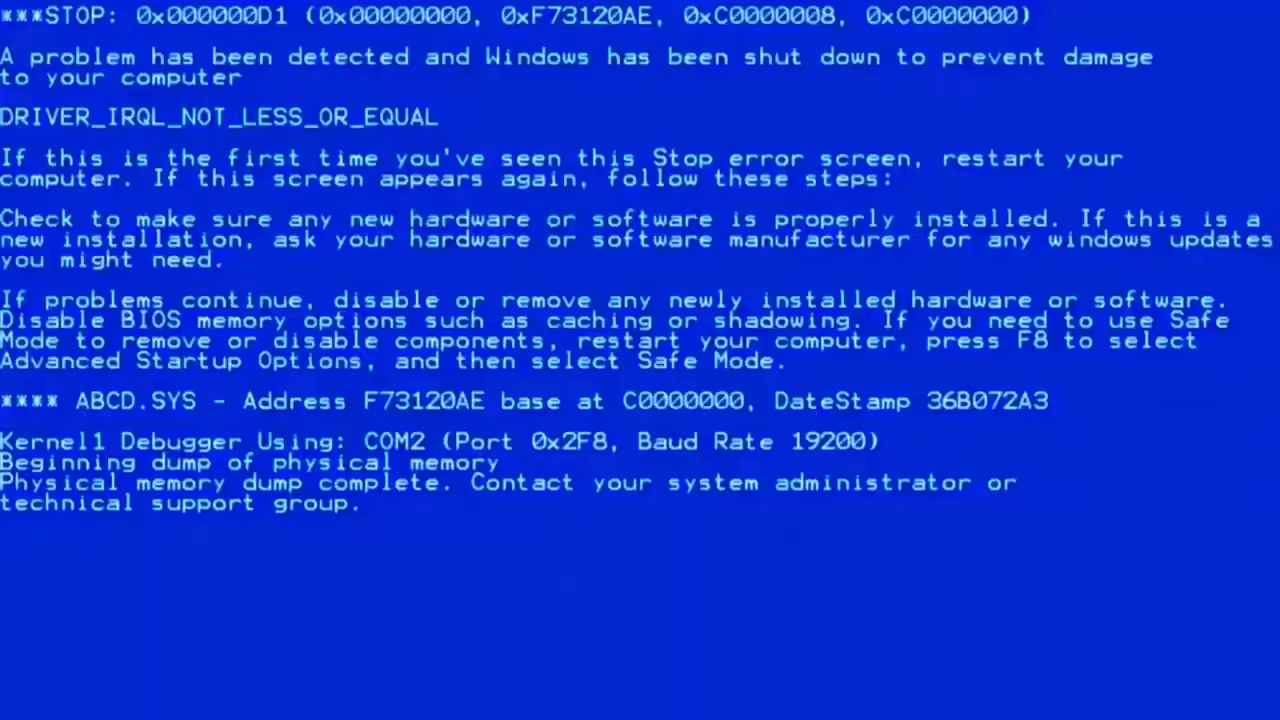 ***STOP: 0x000000D1 (0x00000000, 0xF73120AE, 0xC0000008, 0xC0000000)
A problem has been detected and Windows has been shut down to prevent damage
to your computer
DRIVER_IRQL_NOT_LESS_OR_EQUAL
If this is the first time you've seen this Stop error screen, restart your
computer. If this screen appears again, follow these steps:
Check to make sure any new hardware or software is properly installed. If this is a
new installation, ask your hardware or software manufacturer for any windows updates
you might need.
If problems continue, disable or remove any newly installed hardware or software.
Disable BIOS memory options such as caching or shadowing. If you need to use Safe
Mode to remove or disable components, restart your computer, press F8 to select
Advanced Startup Options, and then select Safe Mode.
**** ABCD.SYS - Address F73120AE base at C0000000, DateStamp 36B072A3
Kernel1 Debugger Using: COM2 (Port 0x2F8, Baud Rate 19200)
Beginning dump of physical memory
Physical memory dump complete. Contact your system administrator or
technical support group.